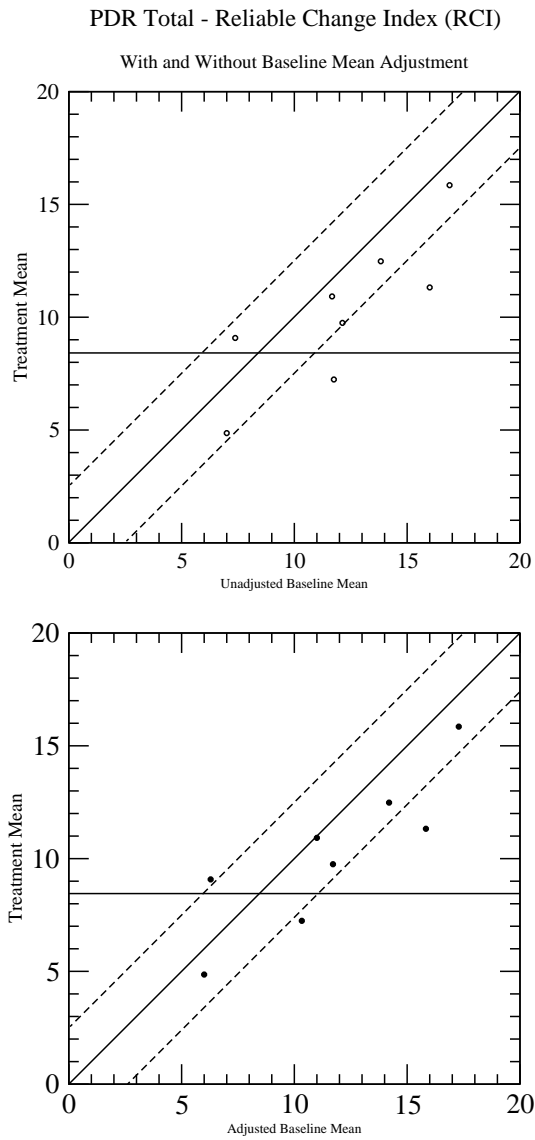 PDR Total - Reliable Change Index (RCI)
With and Without Baseline Mean Adjustment
20
15
10
5
0
Treatment Mean
0 5 10 15 20
Unadjusted Baseline Mean
20
15
10
5
0
Treatment Mean
0 5 10 15 20
Adjusted Baseline Mean